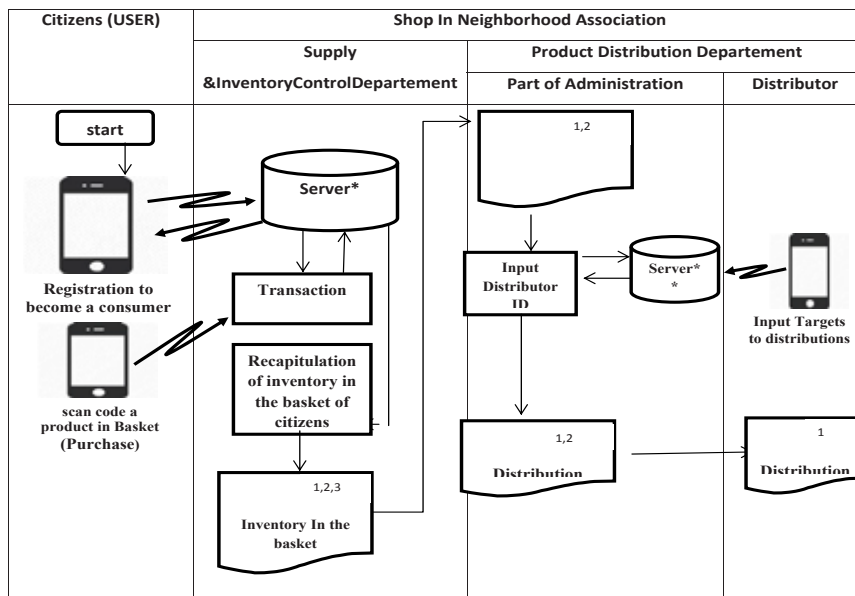 Citizens (USER)
Shop In Neighborhood Association
Supply
&InventoryControlDepartement
Product Distribution Departement
Part of Administration
Distributor
start
Registration to
become a consumer
scan code a
product in Basket
(Purchase)
Server*
Transaction
Recapitulation
of inventory in
the basket of
citizens
1,2,3
Inventory In the
basket
1,2
Input
Distributor
ID
Server*
*
Input Targets
to distributions
1,2
Distribution
1
Distribution